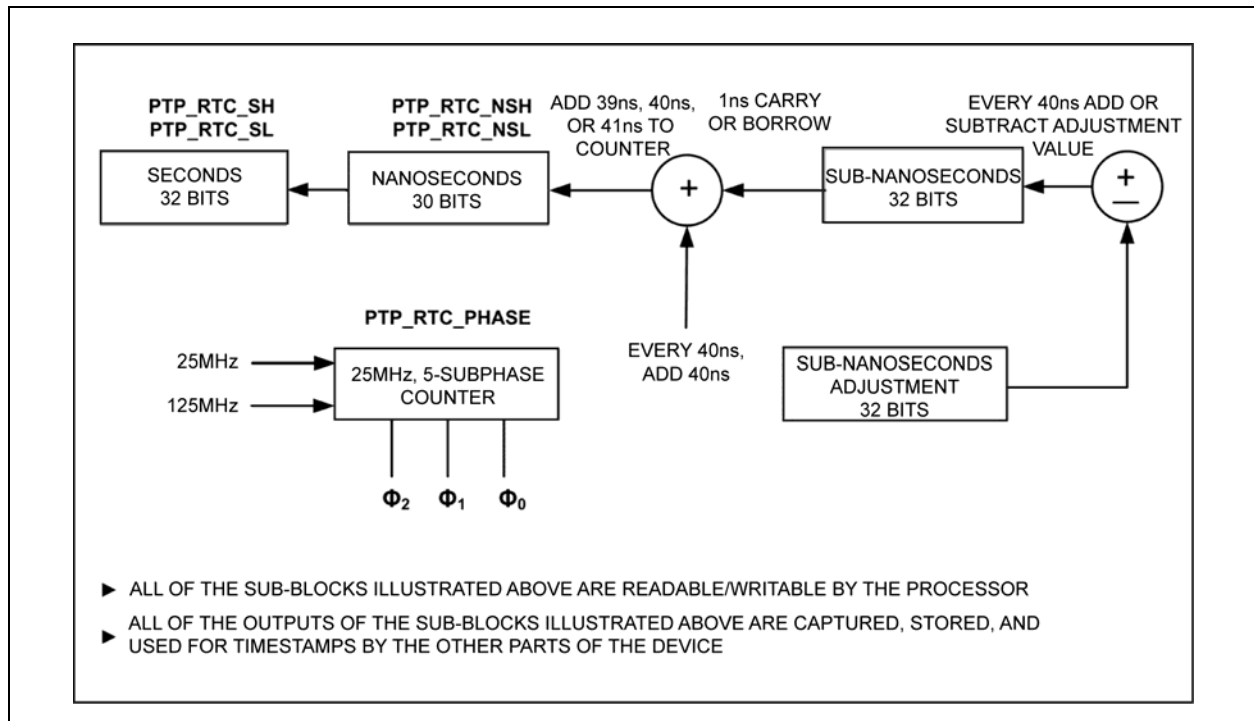 PTP_RTC_SH
PTP_RTC_SL
SECONDS
32 BITS
PTP_RTC_NSH
PTP_RTC_NSL
NANOSECONDS
30 BITS
ADD 39ns, 40ns,
OR 41ns TO
COUNTER
+
1ns CARRY
OR BORROW
SUB-NANOSECONDS
32 BITS
EVERY 40ns ADD OR
SUBTRACT ADJUSTMENT
VALUE
+
—
PTP_RTC_PHASE
25MHz
125MHz
25MHz, 5-SUBPHASE
COUNTER
Φ2 Φ1 Φ0
EVERY 40ns,
ADD 40ns
SUB-NANOSECONDS
ADJUSTMENT
32 BITS
► ALL OF THE SUB-BLOCKS ILLUSTRATED ABOVE ARE READABLE/WRITABLE BY THE PROCESSOR
► ALL OF THE OUTPUTS OF THE SUB-BLOCKS ILLUSTRATED ABOVE ARE CAPTURED, STORED, AND
USED FOR TIMESTAMPS BY THE OTHER PARTS OF THE DEVICE